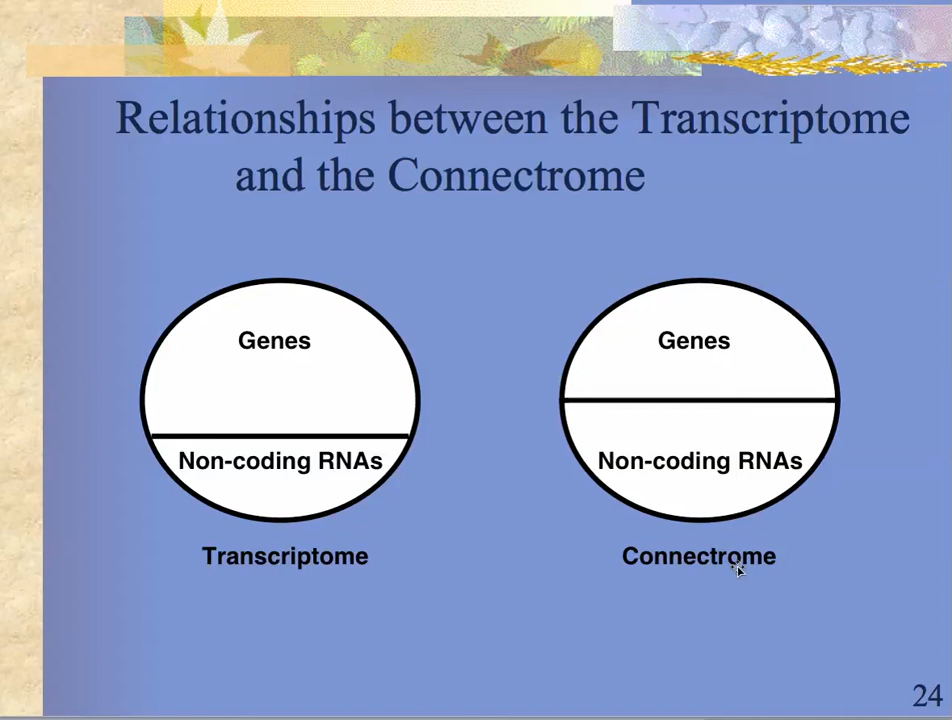 Relationships between the Transcriptome
and the Connectrome
Genes
Genes
Non-coding RNAs
Non-coding RNAs
Transcriptome
Connectrome
24